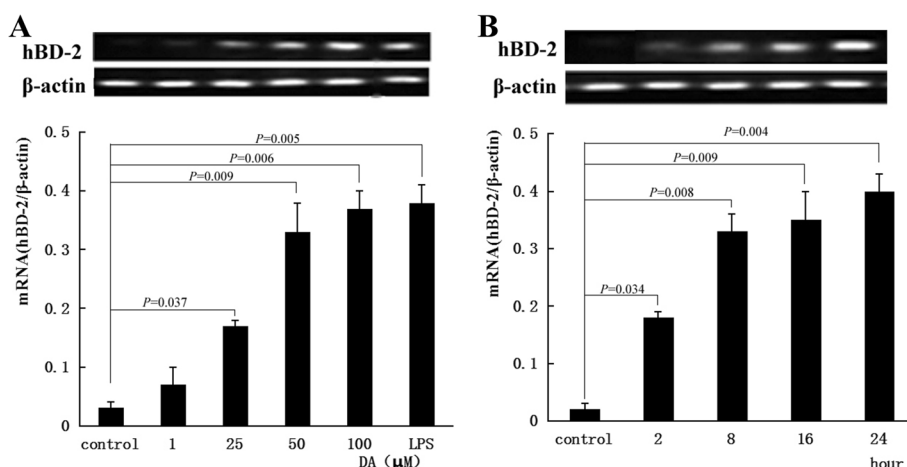 A
hBD-2
β-actin
mRNA(hBD-2/β-actin)
0.5
0.4
0.3
0.2
0.1
0
P=0.005
P=0.006
P=0.009
P=0.037
control 1 25 50 100 LPS
DA (μM)
B
hBD-2
β-actin
mRNA(hBD-2/β-actin)
0.5
0.4
0.3
0.2
0.1
0
P=0.004
P=0.009
P=0.008
P=0.034
control 2 8 16 24
hour